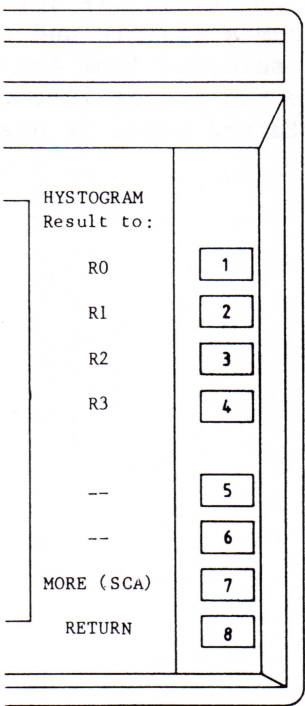 HYSTOGRAM
Result to:
R0 1
R1 2
R2 3
R3 4
-- 5
-- 6
MORE (SCA) 7
RETURN 8